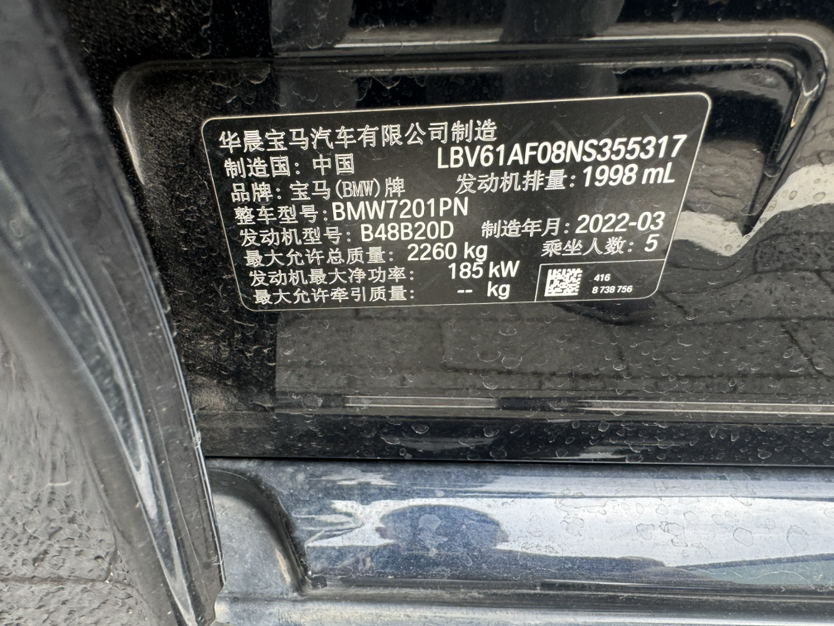 华晨宝马汽车有限公司制造
制造国：中国 LBV61AF08NS355317
品牌：宝马(BMW)牌 发动机排量：1998 mL
整车型号：BMW7201PN
发动机型号：B48B20D 制造年月：2022-03
最大允许总质量：2260 kg 乘坐人数：5
发动机最大净功率：185 kW
最大允许牵引质量：-- kg
416
8 738 756